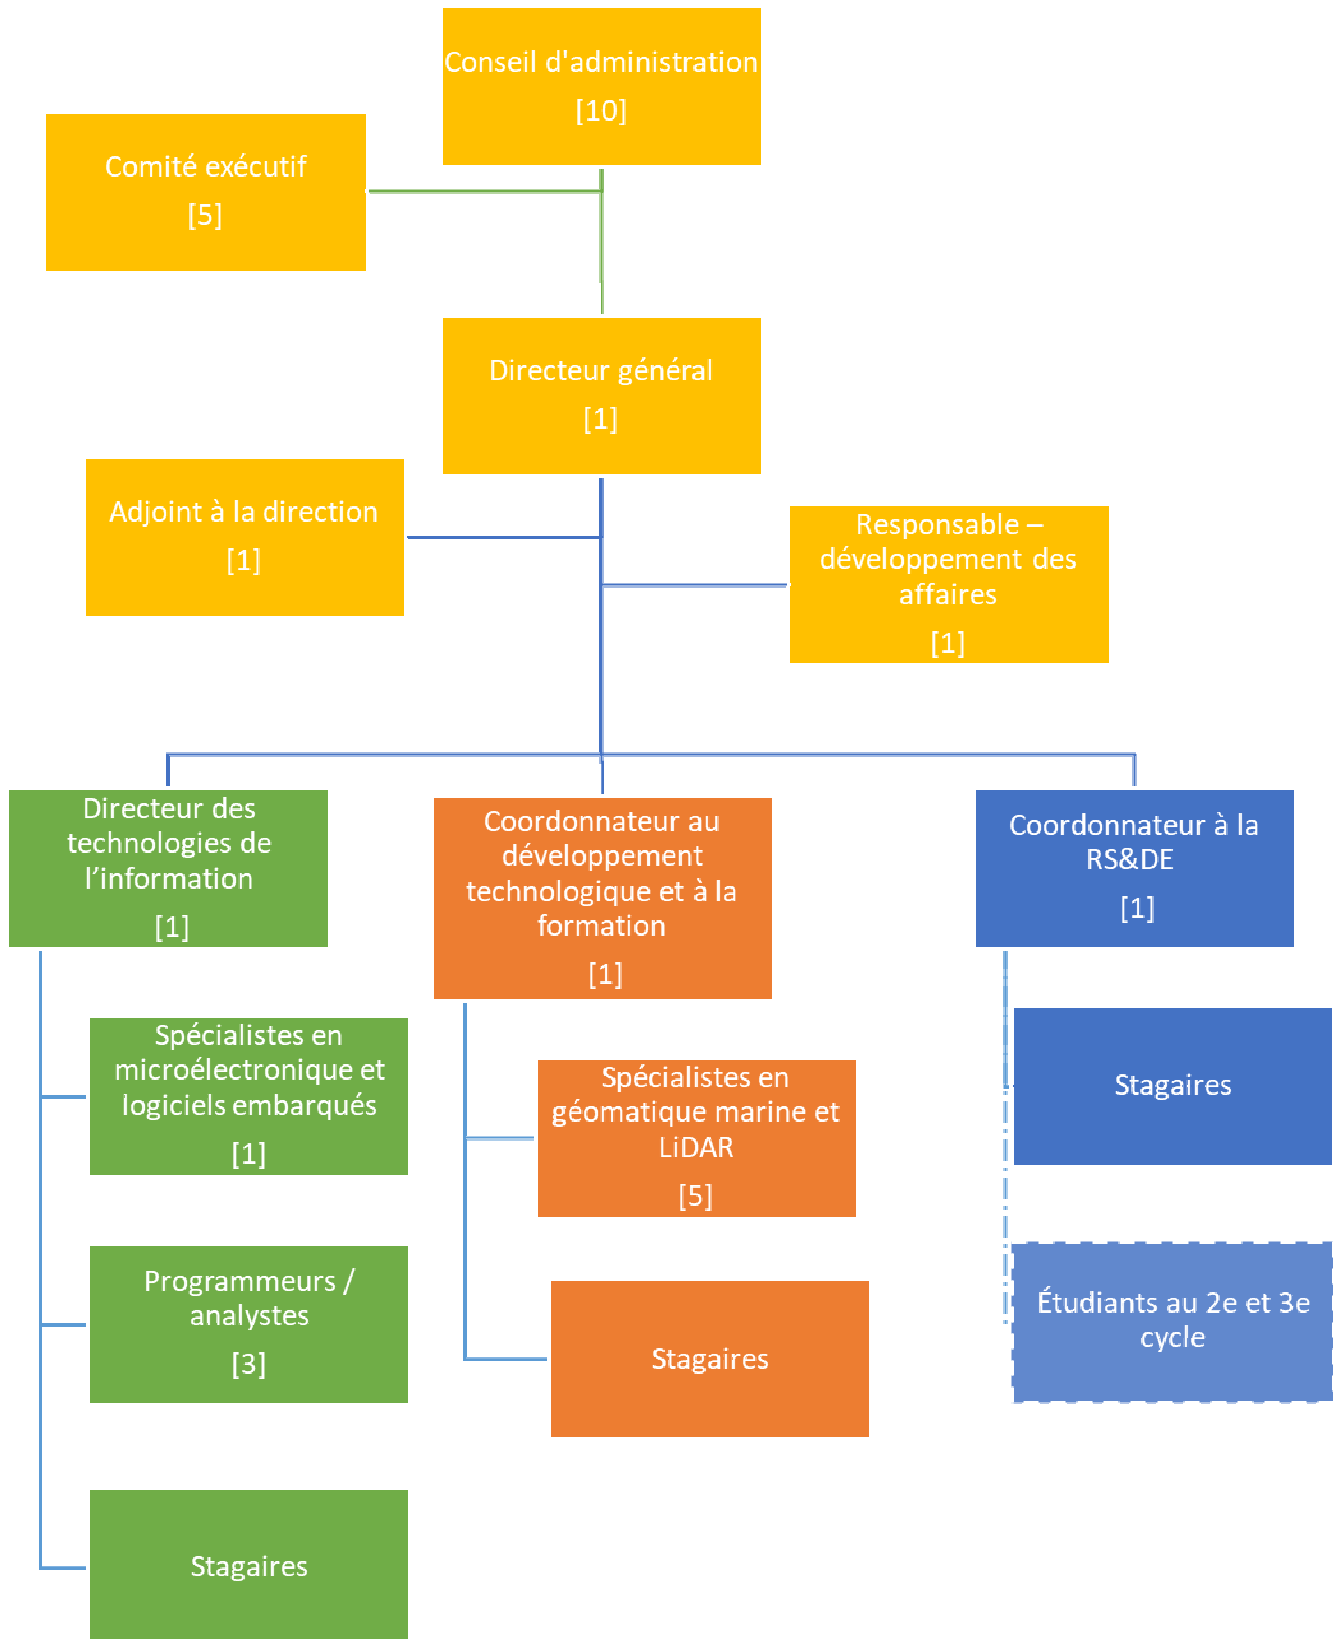 Conseil d'administration
[10]
Comité exécutif
[5]
Directeur général
[1]
Adjoint à la direction
[1]
Responsable –
développement des
affaires
[1]
Directeur des
technologies de
l’information
[1]
Spécialistes en
microélectronique et
logiciels embarqués
[1]
Programmeurs /
analystes
[3]
Stagaires
Coordonnateur au
développement
technologique et à la
formation
[1]
Spécialistes en
géomatique marine et
LiDAR
[5]
Stagaires
Coordonnateur à la
RS&DE
[1]
Stagaires
Étudiants au 2e et 3e
cycle